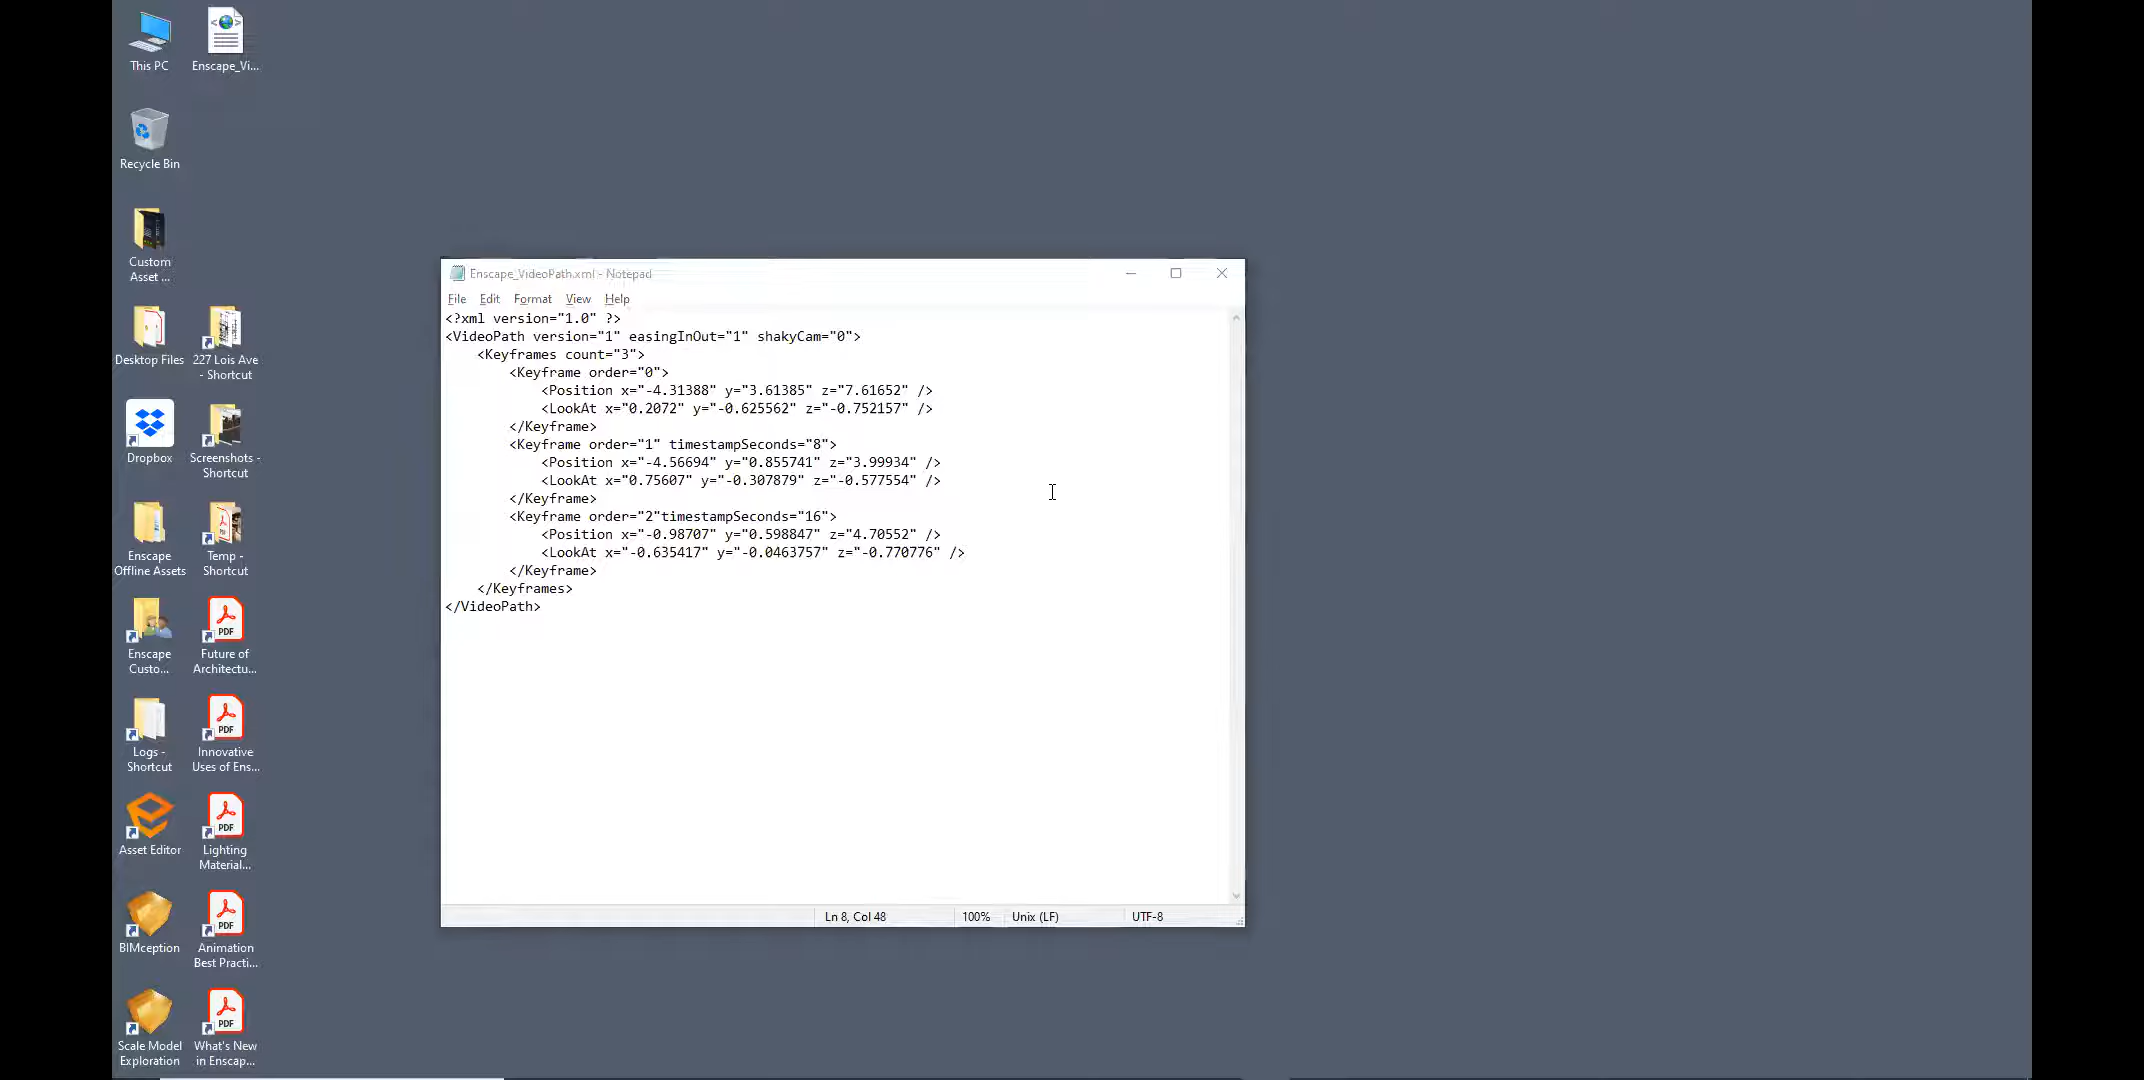 This PC
Enscape_Vi...
Recycle Bin
Custom
Asset ...
Desktop Files
227 Lois Ave
- Shortcut
Dropbox
Screenshots -
Shortcut
Enscape
Offline Assets
Temp -
Shortcut
Enscape
Custo...
PDF
Future of
Architectu...
Logs -
Shortcut
PDF
Innovative
Uses of Ens...
Asset Editor
PDF
Lighting
Material...
BIMception
PDF
Animation
Best Practi...
Scale Model
Exploration
PDF
What's New
in Enscap...
Enscape_VideoPath.xml - Notepad
File Edit Format View Help
<?xml version="1.0" ?>
<VideoPath version="1" easingInOut="1" shakyCam="0">
    <Keyframes count="3">
        <Keyframe order="0">
            <Position x="-4.31388" y="3.61385" z="7.61652" />
            <LookAt x="0.2072" y="-0.625562" z="-0.752157" />
        </Keyframe>
        <Keyframe order="1" timestampSeconds="8">
            <Position x="-4.56694" y="0.855741" z="3.99934" />
            <LookAt x="0.75607" y="-0.307879" z="-0.577554" />
        </Keyframe>
        <Keyframe order="2"timestampSeconds="16">
            <Position x="-0.98707" y="0.598847" z="4.70552" />
            <LookAt x="-0.635417" y="-0.0463757" z="-0.770776" />
        </Keyframe>
    </Keyframes>
</VideoPath>
Ln 8, Col 48 100% Unix (LF) UTF-8